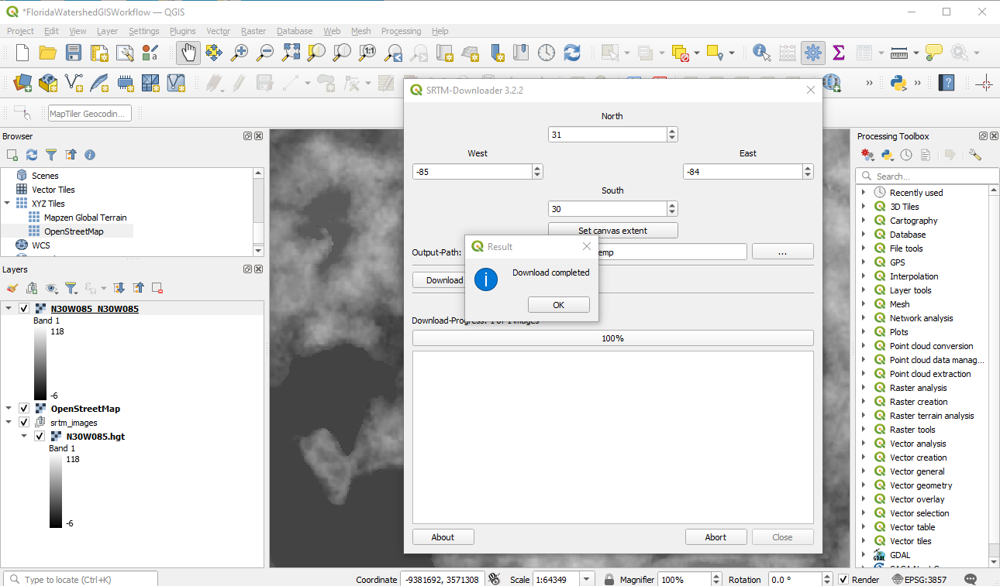 *FloridaWatershedGISWorkflow — QGIS
Project Edit View Layer Settings Plugins Vector Raster Database Web Mesh Processing Help
MapTiler Geocodin...
Browser
Scenes
Vector Tiles
XYZ Tiles
Mapzen Global Terrain
OpenStreetMap
WCS
Layers
N30W085_N30W085
Band 1
118
-6
OpenStreetMap
srtm_images
N30W085.hgt
Band 1
118
-6
SRTM-Downloader 3.2.2
North
31
West
East
-85
-84
South
30
Set canvas extent
Output-Path:
emp
...
Download
Result
Download completed
OK
Download-Progress: 1 of 1 images
100%
About
Abort
Close
Processing Toolbox
Search...
Recently used
3D Tiles
Cartography
Database
File tools
GPS
Interpolation
Layer tools
Mesh
Network analysis
Plots
Point cloud conversion
Point cloud data manag...
Point cloud extraction
Raster analysis
Raster creation
Raster terrain analysis
Raster tools
Vector analysis
Vector creation
Vector general
Vector geometry
Vector overlay
Vector selection
Vector table
Vector tiles
GDAL
Type to locate (Ctrl+K)
Coordinate -9381692, 3571308 Scale 1:64349 Magnifier 100% Rotation 0.0 ° Render EPSG:3857